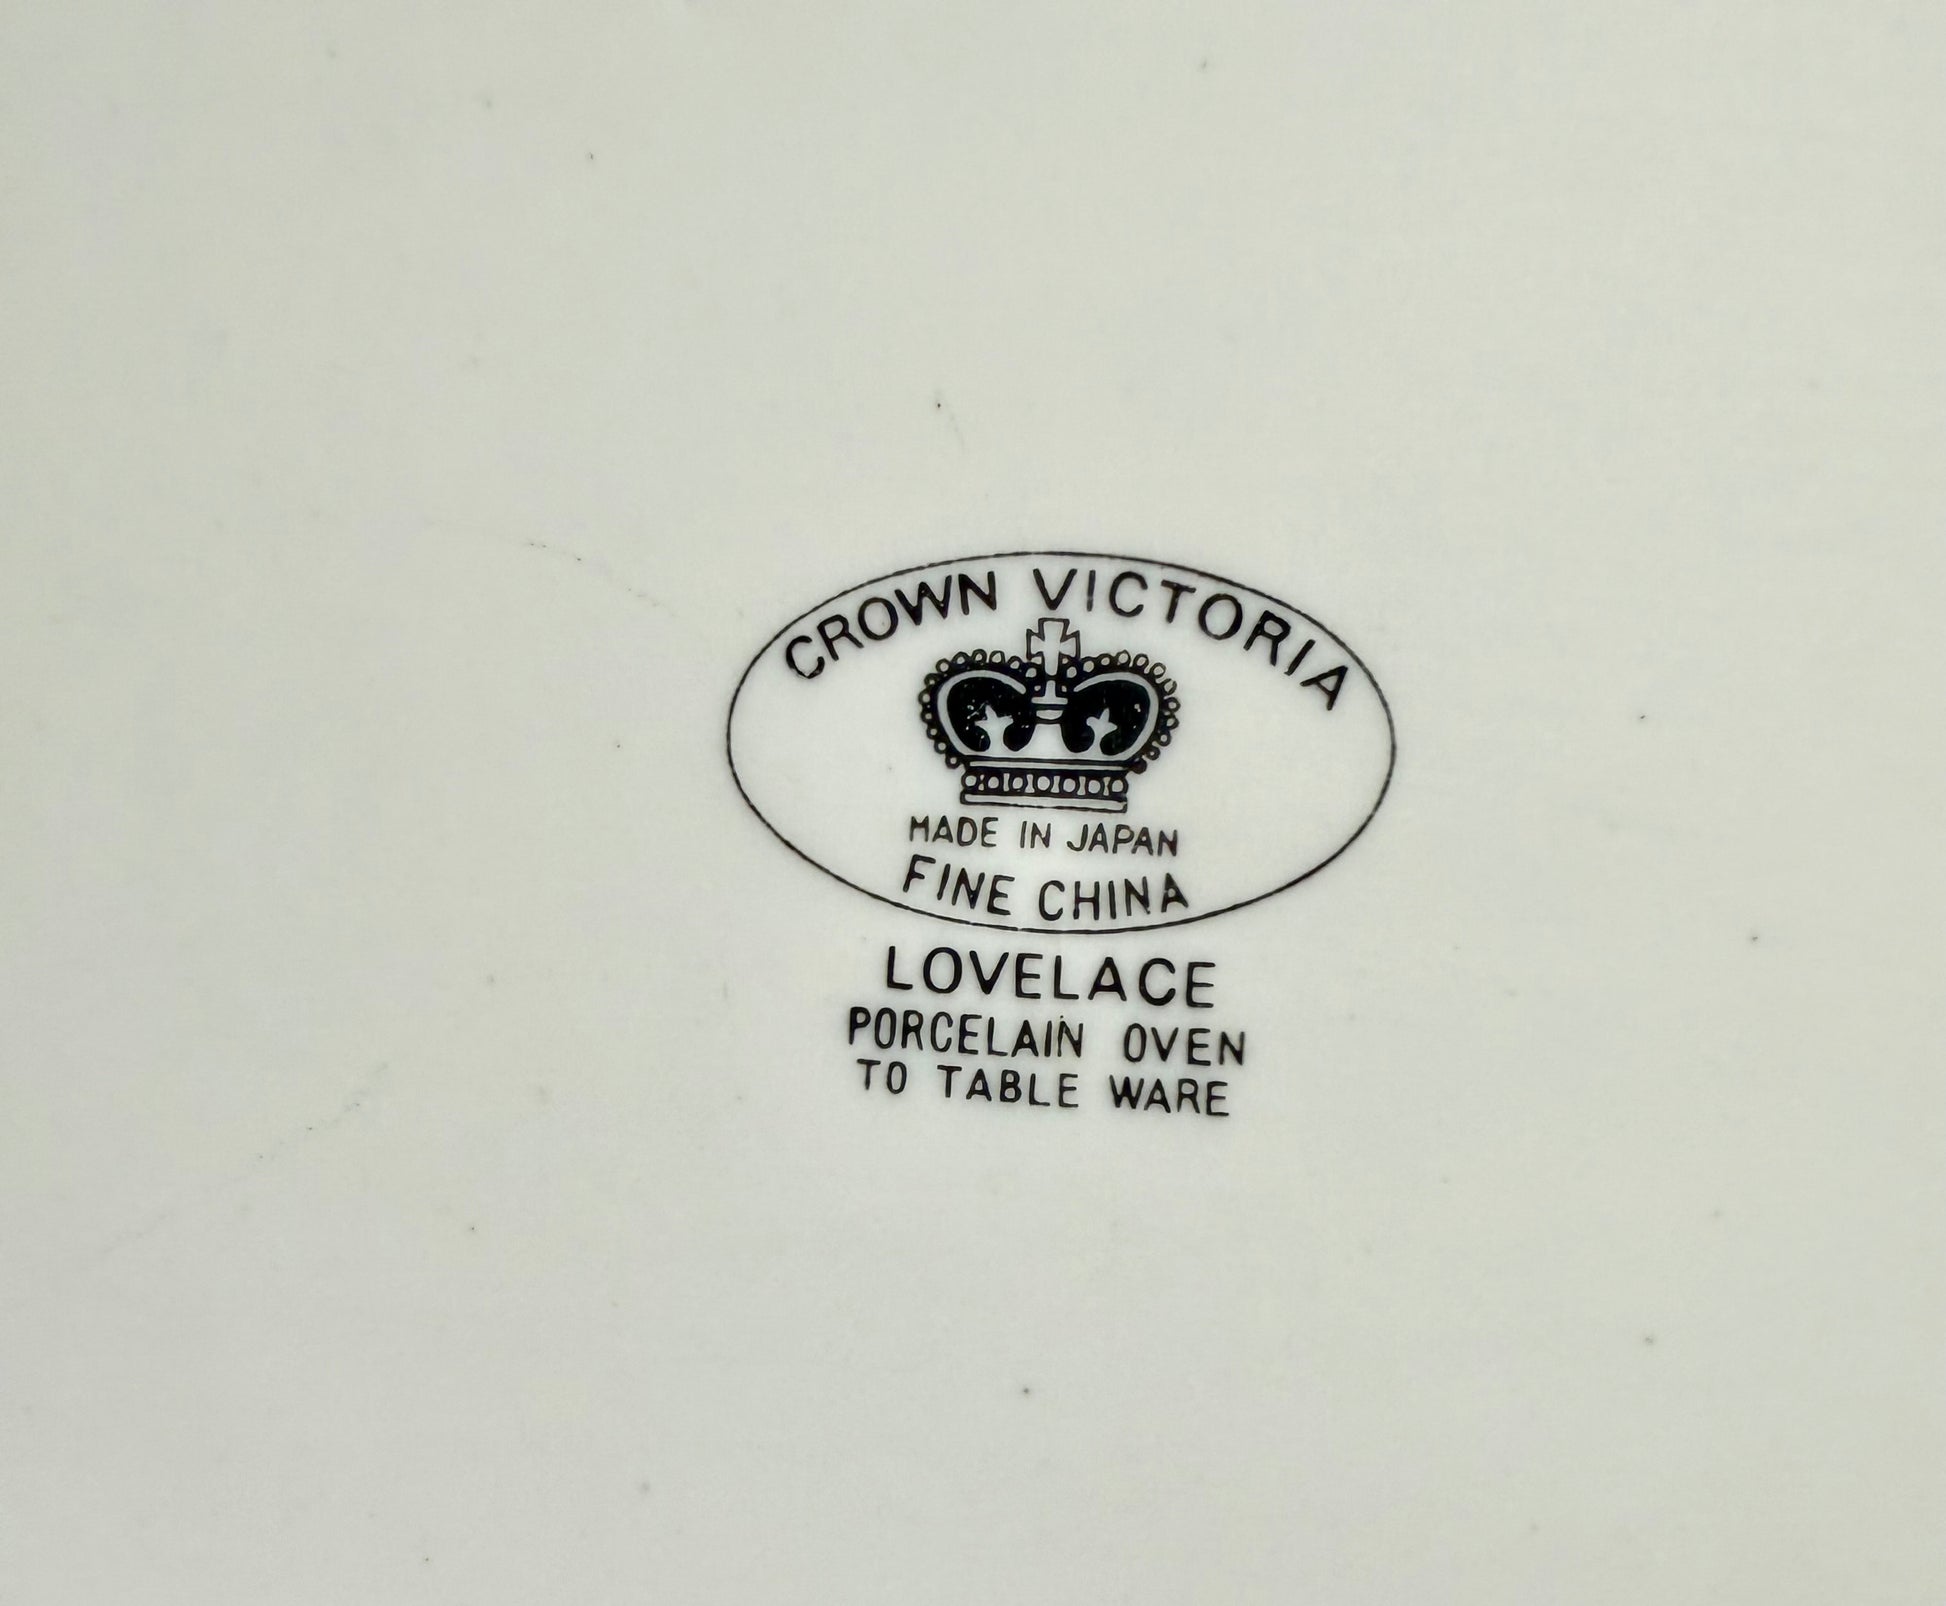 CROWN VICTORIA
MADE IN JAPAN
FINE CHINA
LOVELACE
PORCELAIN OVEN
TO TABLE WARE